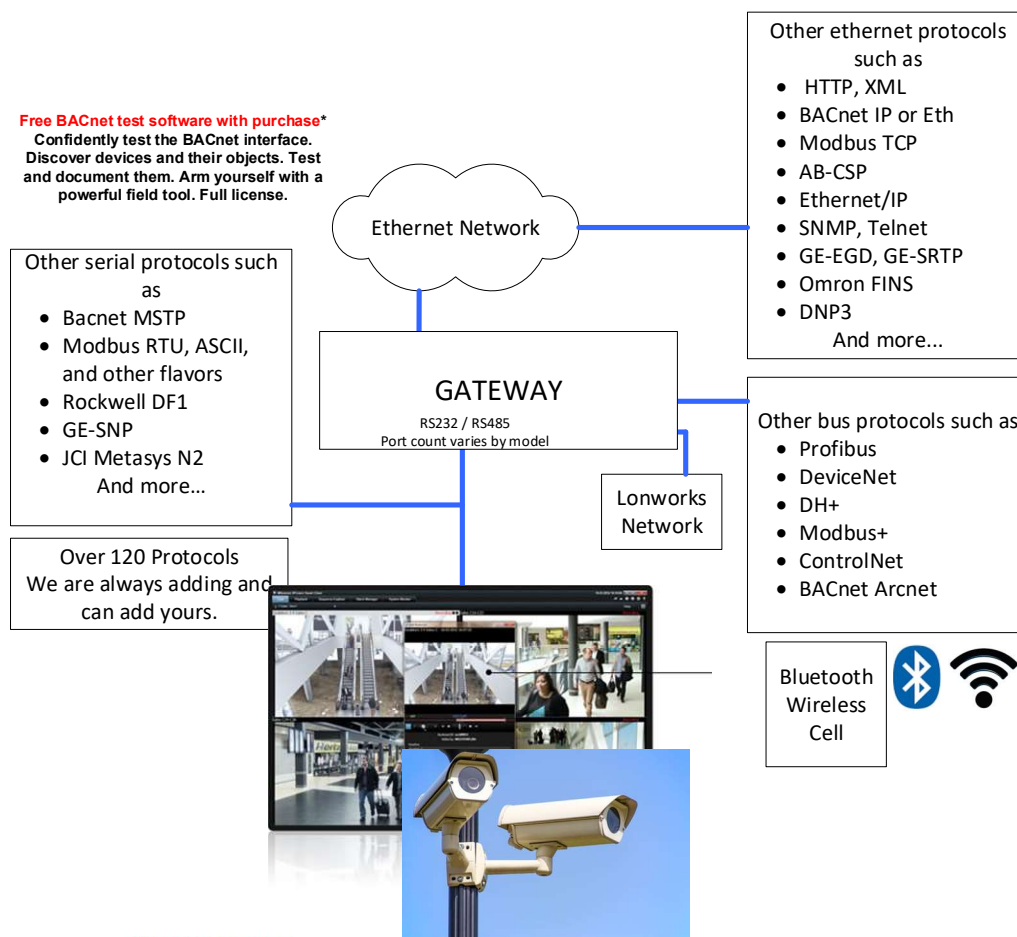 Free BACnet test software with purchase*
Confidently test the BACnet interface.
Discover devices and their objects. Test
and document them. Arm yourself with a
powerful field tool. Full license.
Other ethernet protocols
such as
• HTTP, XML
• BACnet IP or Eth
• Modbus TCP
• AB-CSP
• Ethernet/IP
• SNMP, Telnet
• GE-EGD, GE-SRTP
• Omron FINS
• DNP3
And more...
Ethernet Network
Other serial protocols such
as
• Bacnet MSTP
• Modbus RTU, ASCII,
and other flavors
• Rockwell DF1
• GE-SNP
• JCI Metasys N2
And more...
GATEWAY
RS232 / RS485
Port count varies by model
Other bus protocols such as
• Profibus
• DeviceNet
• DH+
• Modbus+
• ControlNet
• BACnet Arcnet
Lonworks
Network
Over 120 Protocols
We are always adding and
can add yours.
Bluetooth
Wireless
Cell